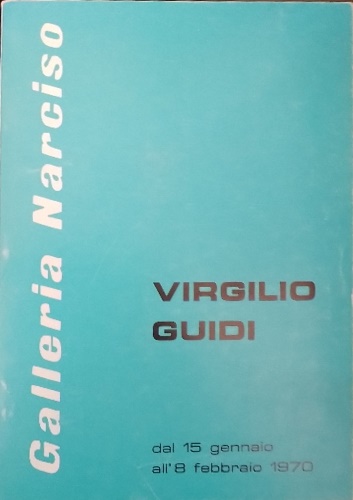 Galleria Narciso
VIRGILIO
GUIDI
dal 15 gennaio
all'8 febbraio 1970